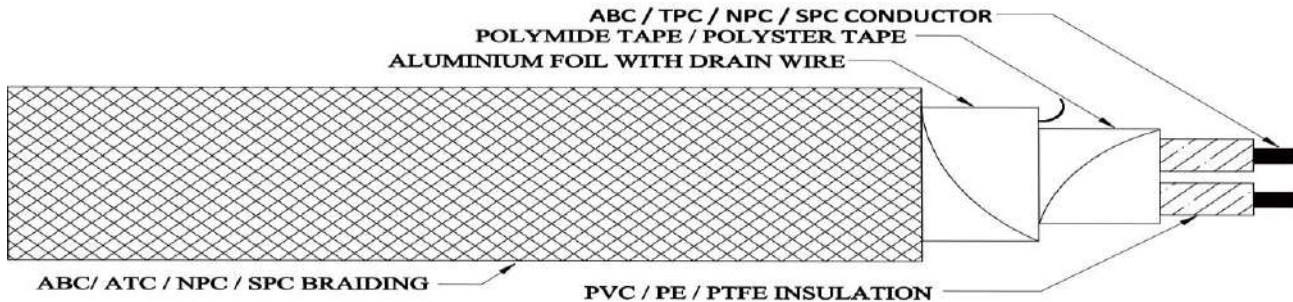 ABC / TPC / NPC / SPC CONDUCTOR
POLYMIDE TAPE / POLYSTER TAPE
ALUMINIUM FOIL WITH DRAIN WIRE
ABC/ ATC / NPC / SPC BRAIDING
PVC / PE / PTFE INSULATION